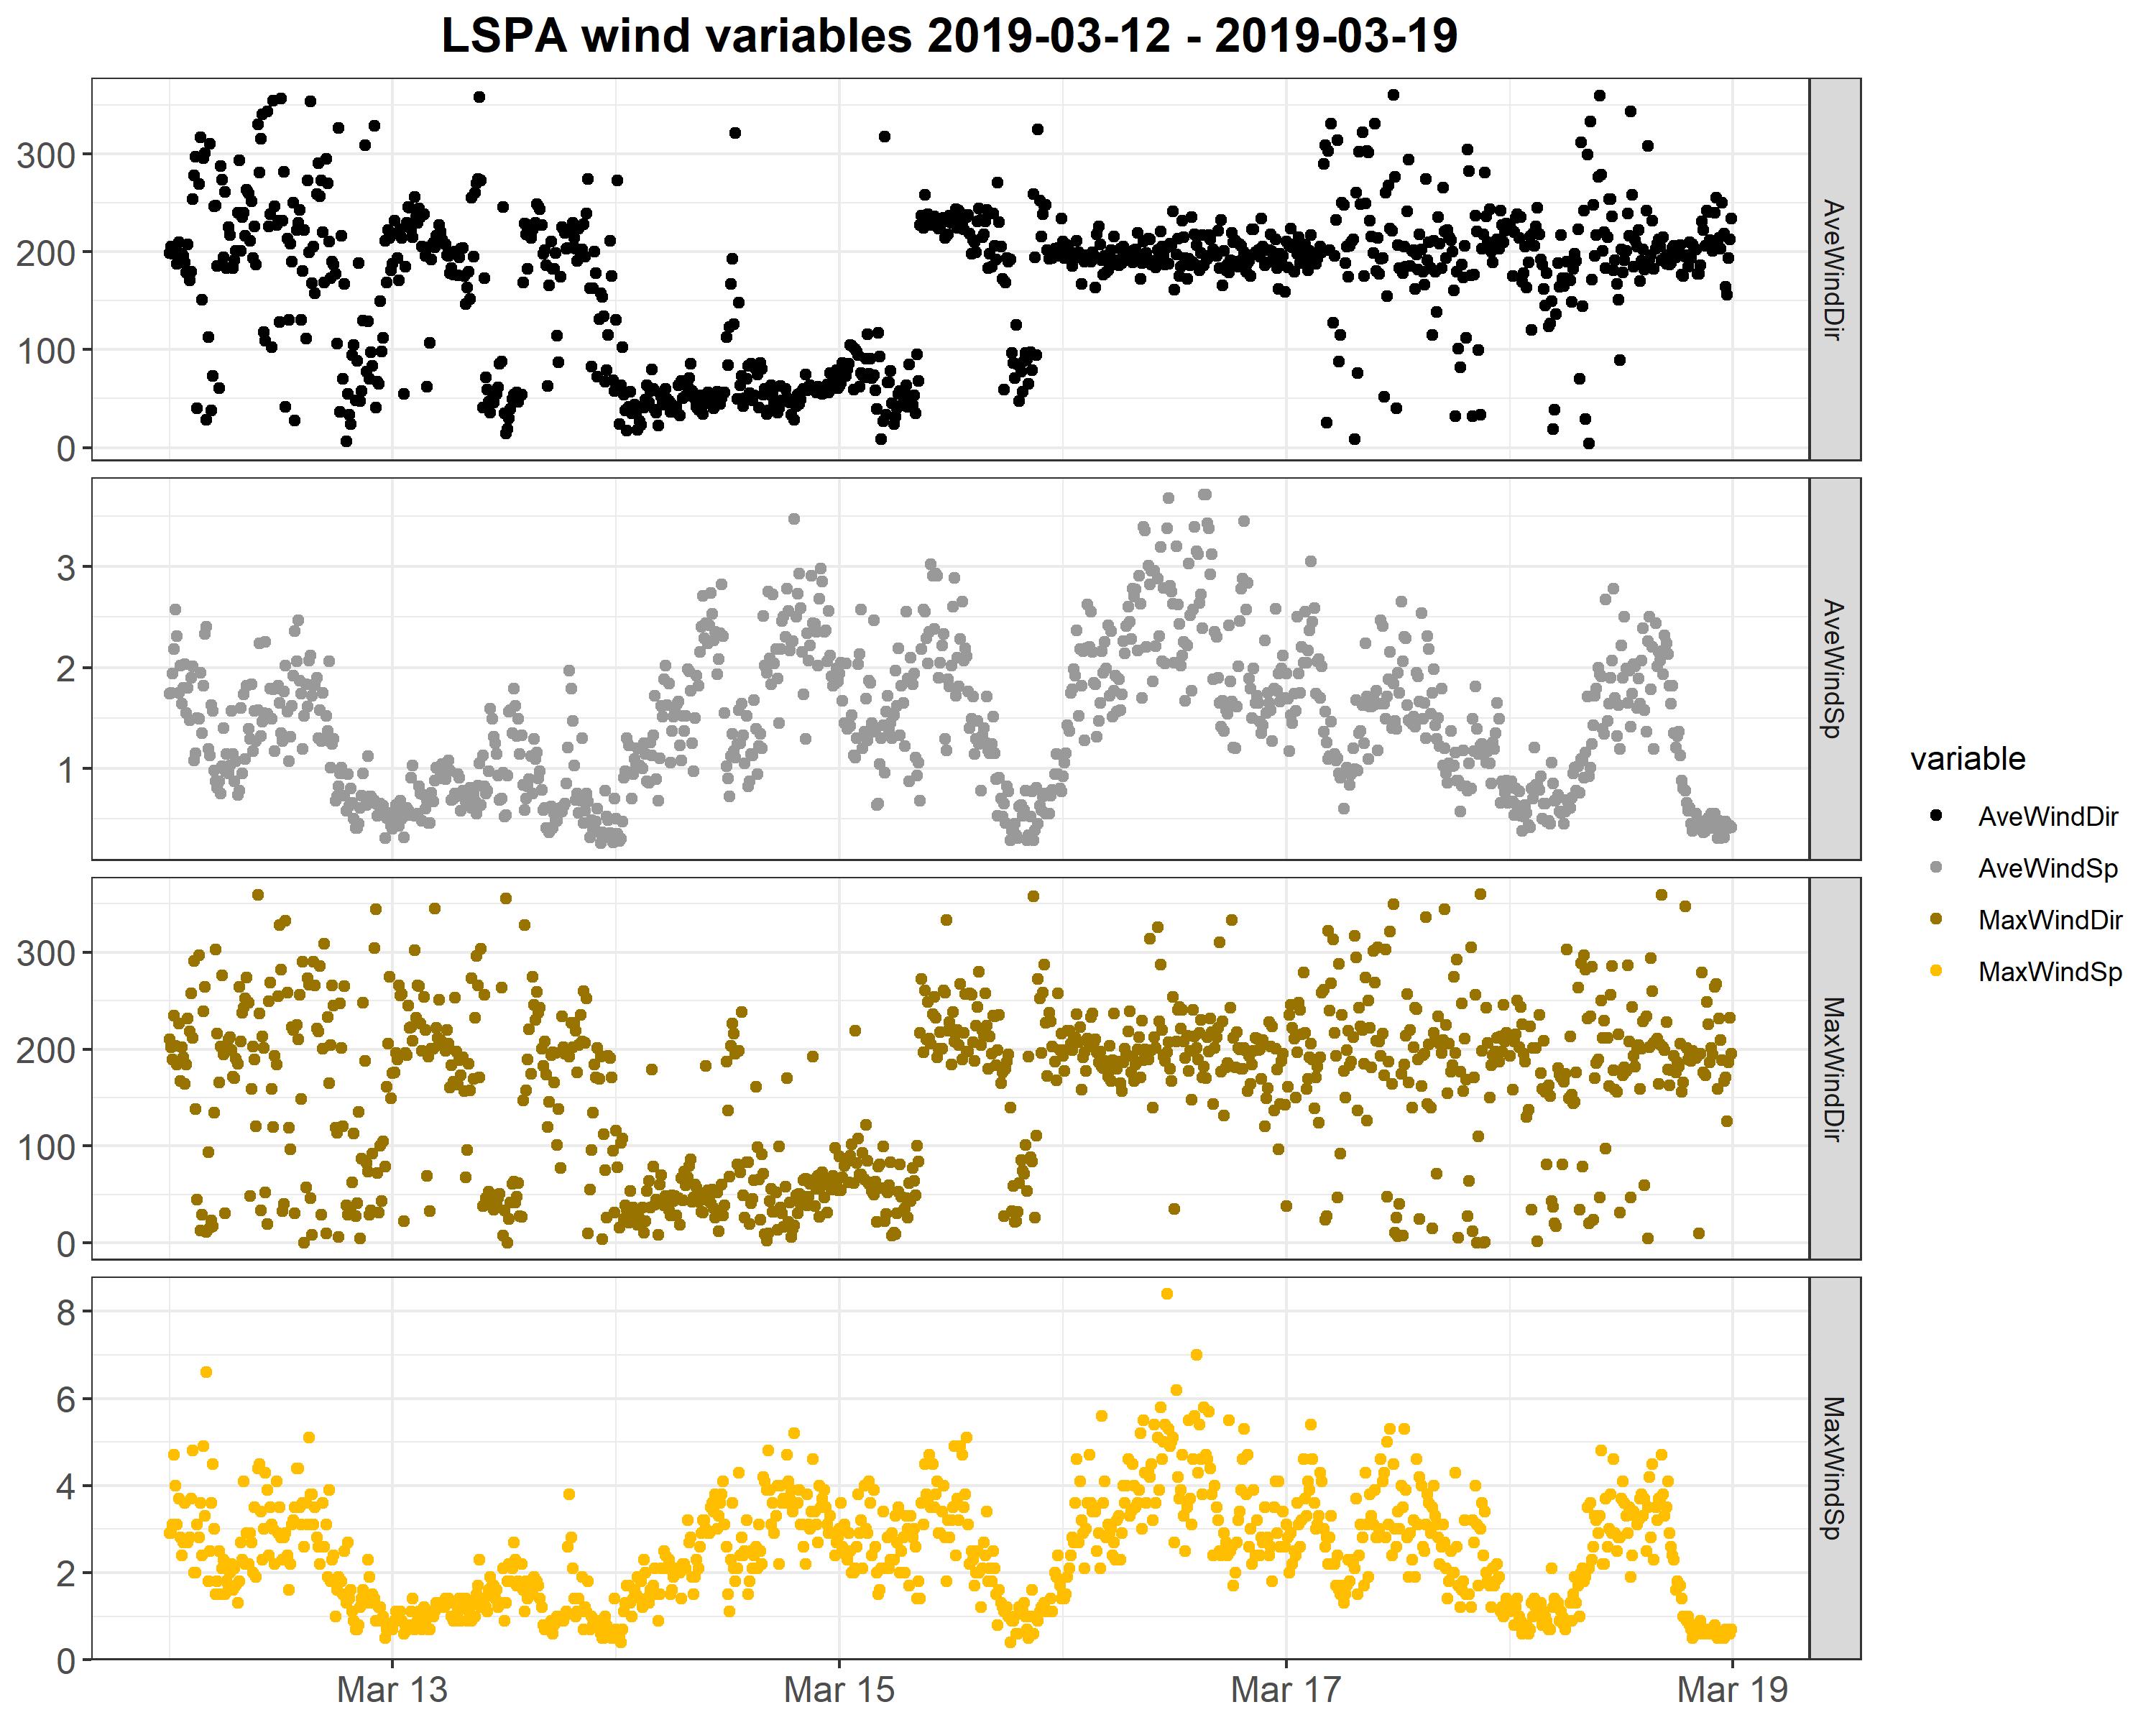 LSPA wind variables 2019-03-12 - 2019-03-19
300
200
100
0
AveWindDir
3
2
1
AveWindSp
300
200
100
0
MaxWindDir
8
6
4
2
0
MaxWindSp
Mar 13 Mar 15 Mar 17 Mar 19
variable
AveWindDir
AveWindSp
MaxWindDir
MaxWindSp